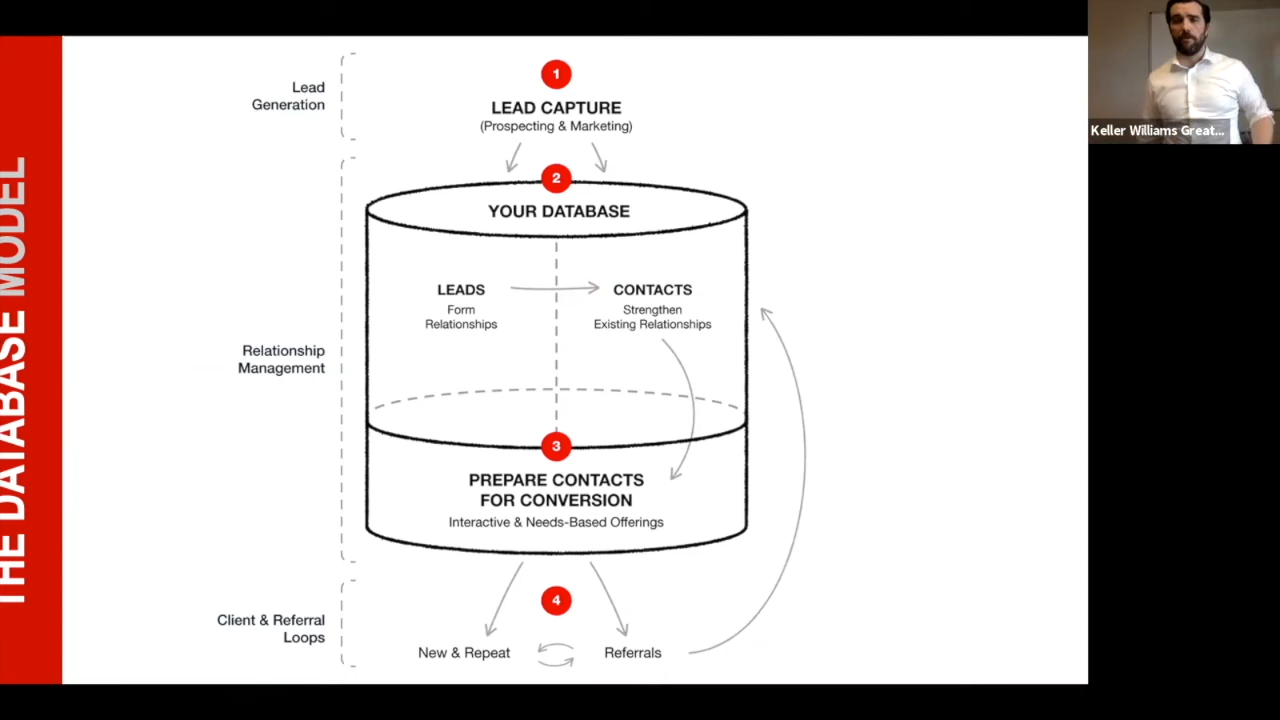 THE DATABASE MODEL
Lead
Generation
1
LEAD CAPTURE
(Prospecting & Marketing)
2
YOUR DATABASE
LEADS
Form
Relationships
CONTACTS
Strengthen
Existing Relationships
Relationship
Management
3
PREPARE CONTACTS
FOR CONVERSION
Interactive & Needs-Based Offerings
4
Client & Referral
Loops
New & Repeat
Referrals
Keller Williams Great...